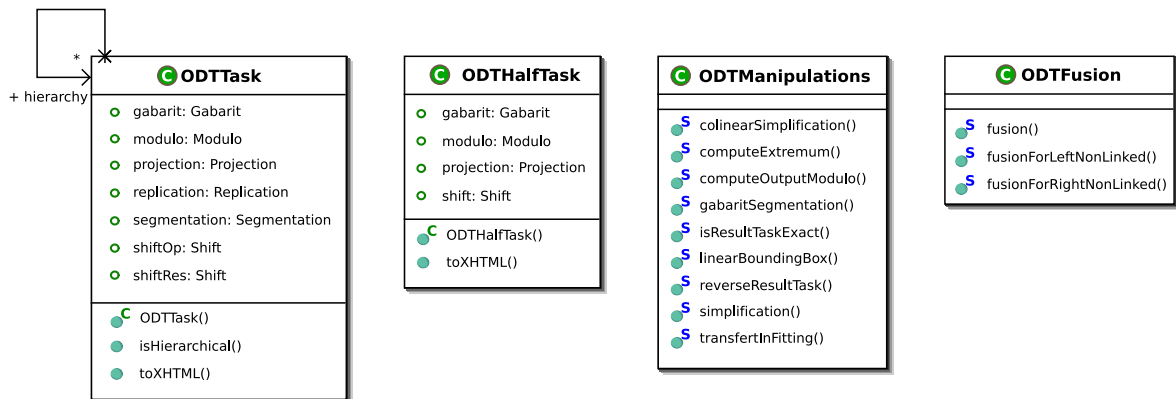 *
+ hierarchy
C ODTTask
gabarit: Gabarit
modulo: Modulo
projection: Projection
replication: Replication
segmentation: Segmentation
shiftOp: Shift
shiftRes: Shift
C ODTTask()
isHierarchical()
toXHTML()
C ODTHalfTask
gabarit: Gabarit
modulo: Modulo
projection: Projection
shift: Shift
C ODTHalfTask()
toXHTML()
C ODTManipulations
S colinearSimplification()
S computeExtremum()
S computeOutputModulo()
S gabaritSegmentation()
S isResultTaskExact()
S linearBoundingBox()
S reverseResultTask()
S simplification()
S transfertInFitting()
C ODTFusion
S fusion()
S fusionForLeftNonLinked()
S fusionForRightNonLinked()